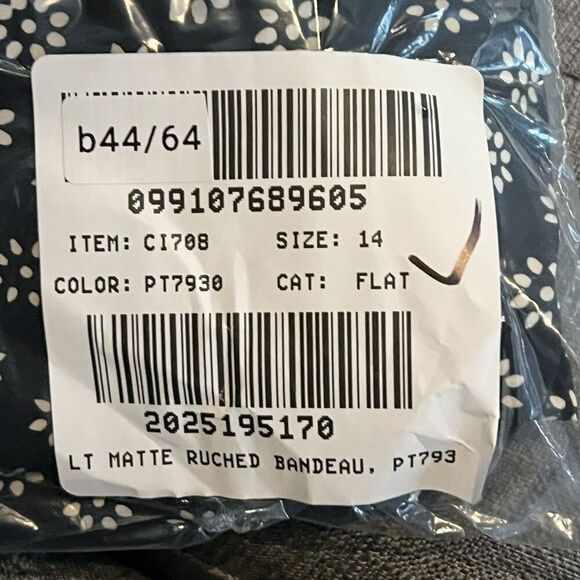 b44/64
099107689605
ITEM: CI708 SIZE: 14
COLOR: PT7930 CAT: FLAT
2025195170
LT MATTE RUCHED BANDEAU, PT793